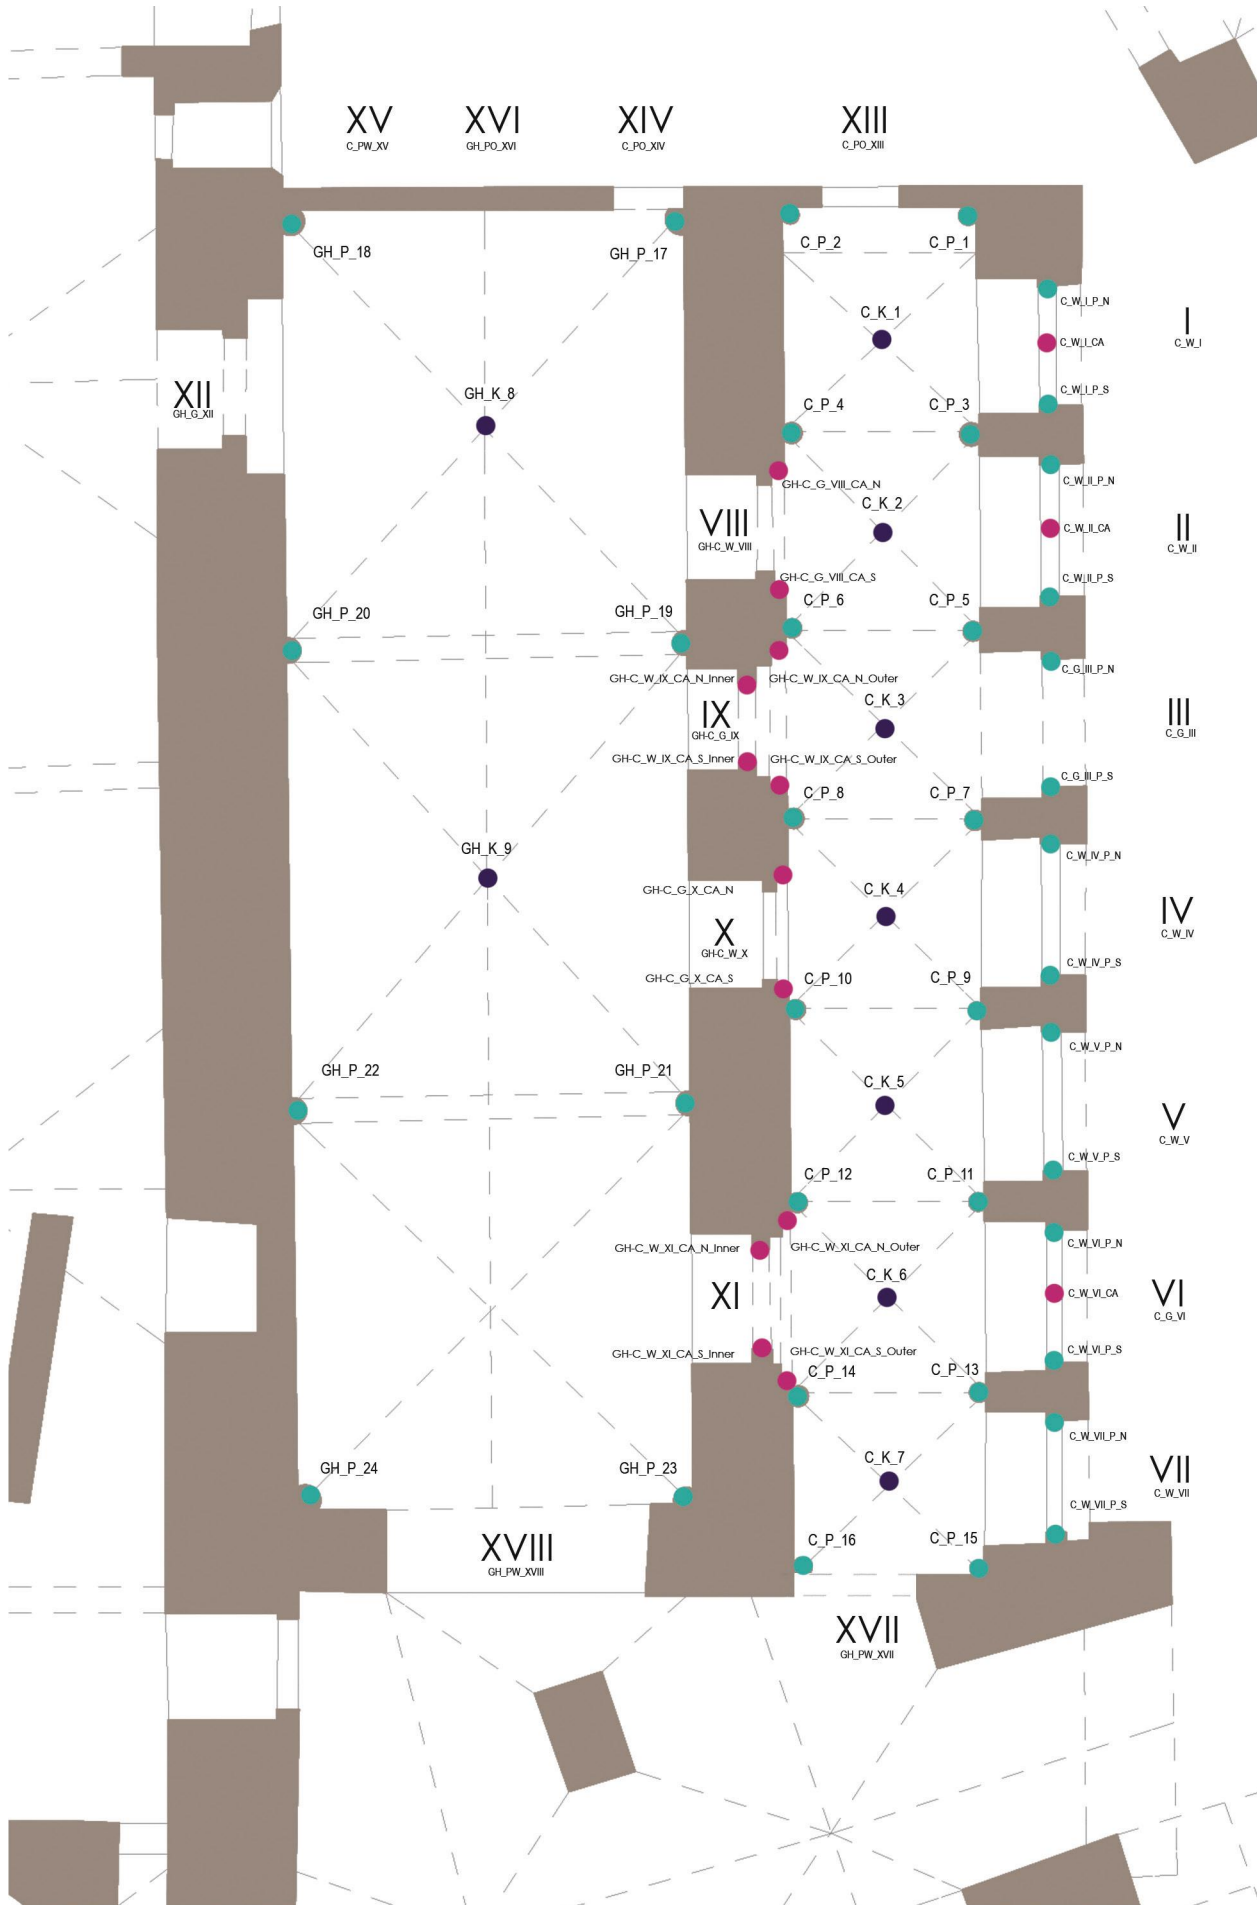 XV
C_PW_XV
XVI
GH_PO_XVI
XIV
C_PO_XIV
XIII
C_PO_XIII
GH_P_18
GH_P_17
C_P_2
C_P_1
C_W_I_P_N
C_K_1
I
C_W_I
C_W_I_CA
XII
GH_G_XII
GH_K_8
C_W_I_P_S
C_P_4
C_P_3
GH-C_G_VIII_CA_N
C_W_II_P_N
C_K_2
VIII
GH-C_W_VIII
C_W_II_CA
II
C_W_II
GH-C_G_VIII_CA_S
C_W_II_P_S
GH_P_20
GH_P_19
C_P_6
C_P_5
C_G_III_P_N
GH-C_W_IX_CA_N_Inner
GH-C_W_IX_CA_N_Outer
C_K_3
IX
GH-C_G_IX
III
C_G_III
GH-C_W_IX_CA_S_Inner
GH-C_W_IX_CA_S_Outer
C_G_III_P_S
C_P_8
C_P_7
GH_K_9
C_W_IV_P_N
GH-C_G_X_CA_N
C_K_4
IV
C_W_IV
X
GH-C_W_X
C_W_IV_P_S
GH-C_G_X_CA_S
C_P_10
C_P_9
C_W_V_P_N
GH_P_22
GH_P_21
C_K_5
V
C_W_V
C_W_V_P_S
C_P_12
C_P_11
C_W_VI_P_N
GH-C_W_XI_CA_N_Inner
GH-C_W_XI_CA_N_Outer
C_K_6
XI
C_W_VI_CA
VI
C_G_VI
GH-C_W_XI_CA_S_Inner
GH-C_W_XI_CA_S_Outer
C_W_VI_P_S
C_P_14
C_P_13
C_W_VII_P_N
GH_P_24
GH_P_23
C_K_7
VII
C_W_VII
C_W_VII_P_S
XVIII
GH_PW_XVIII
C_P_16
C_P_15
XVII
GH_PW_XVII